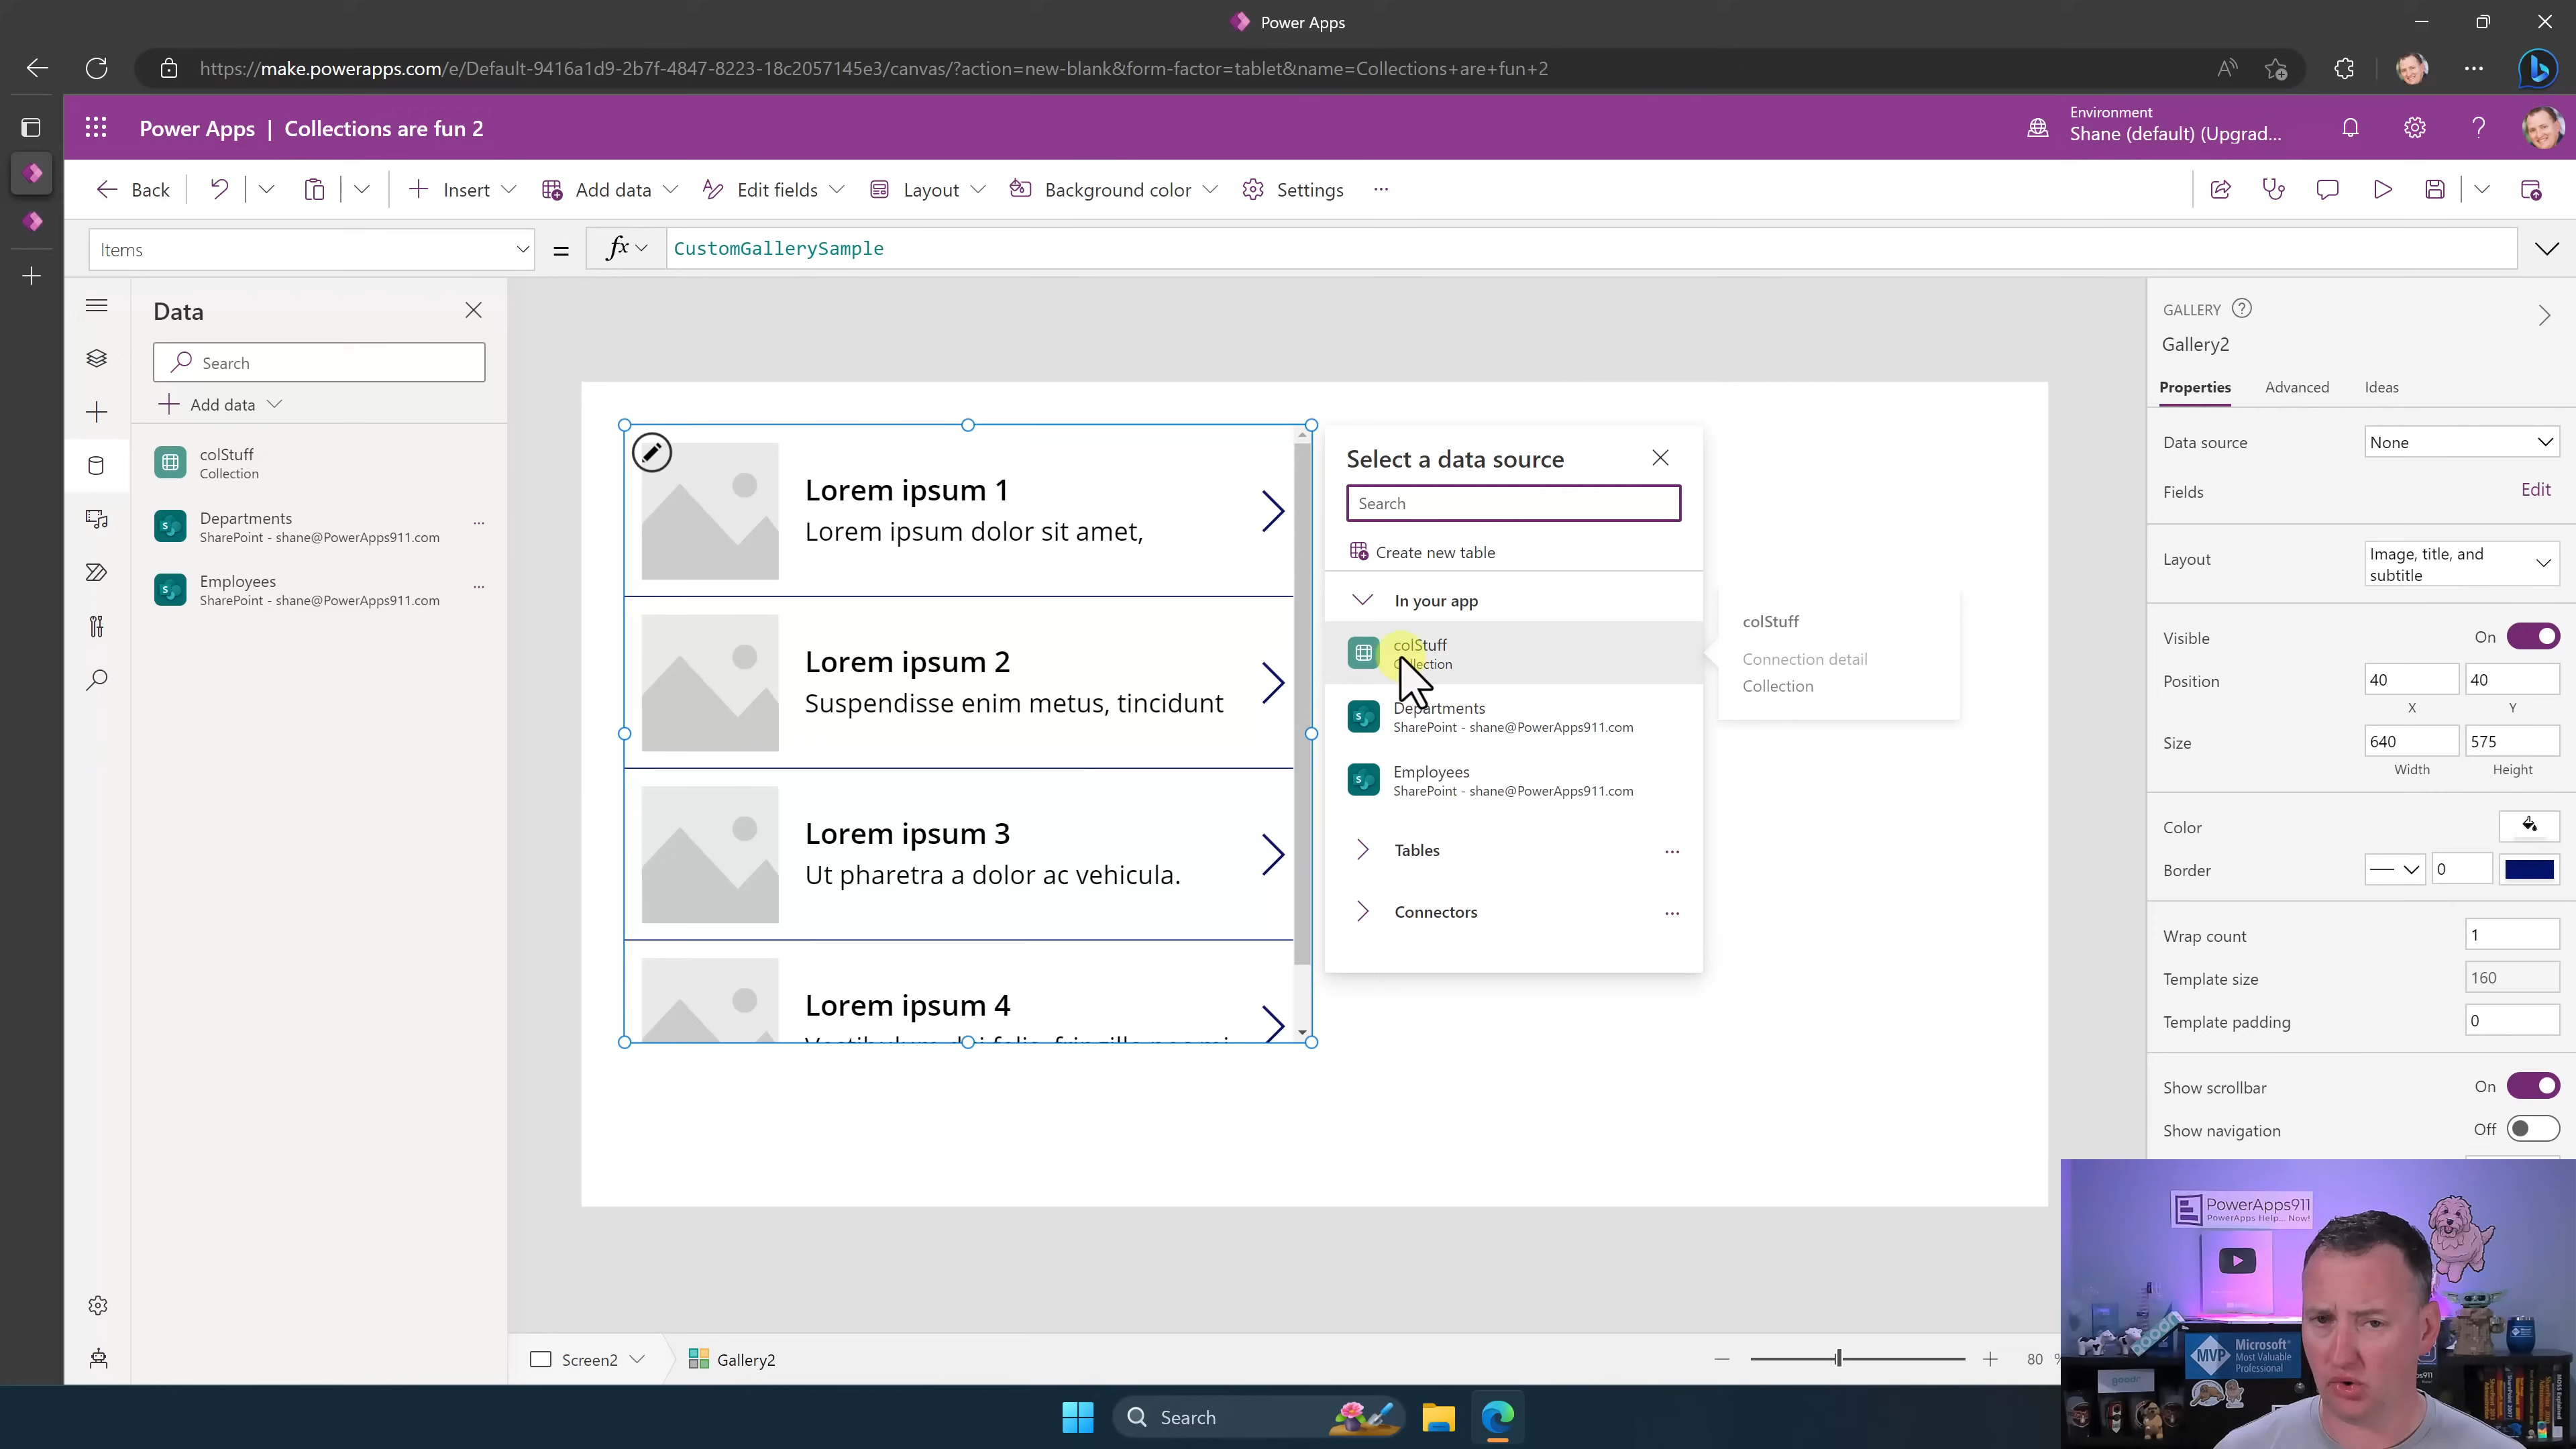 Power Apps
https://make.powerapps.com/e/Default-9416a1d9-2b7f-4847-8223-18c2057145e3/canvas/?action=new-blank&form-factor=tablet&name=Collections+are+fun+2
Power Apps | Collections are fun 2
Environment
Shane (default) (Upgrad...
Back
Insert
Add data
Edit fields
Layout
Background color
Settings
Items
=
fx
CustomGallerySample
Data
Search
Add data
colStuff
Collection
Departments
SharePoint - shane@PowerApps911.com
Employees
SharePoint - shane@PowerApps911.com
Lorem ipsum 1
Lorem ipsum dolor sit amet,
Lorem ipsum 2
Suspendisse enim metus, tincidunt
Lorem ipsum 3
Ut pharetra a dolor ac vehicula.
Lorem ipsum 4
Select a data source
Search
Create new table
In your app
colStuff
Collection
Departments
SharePoint - shane@PowerApps911.com
Employees
SharePoint - shane@PowerApps911.com
Tables
Connectors
colStuff
Connection detail
Collection
GALLERY
Gallery2
Properties
Advanced
Ideas
Data source
None
Fields
Edit
Layout
Image, title, and
subtitle
Visible
On
Position
40
40
X
Y
Size
640
575
Width
Height
Color
Border
0
Wrap count
1
Template size
160
Template padding
0
Show scrollbar
On
Show navigation
Off
PowerApps911
PowerApps Help... Now!
Microsoft
MVP
Most Valuable
Professional
goodr
Screen2
Gallery2
80 %
Search